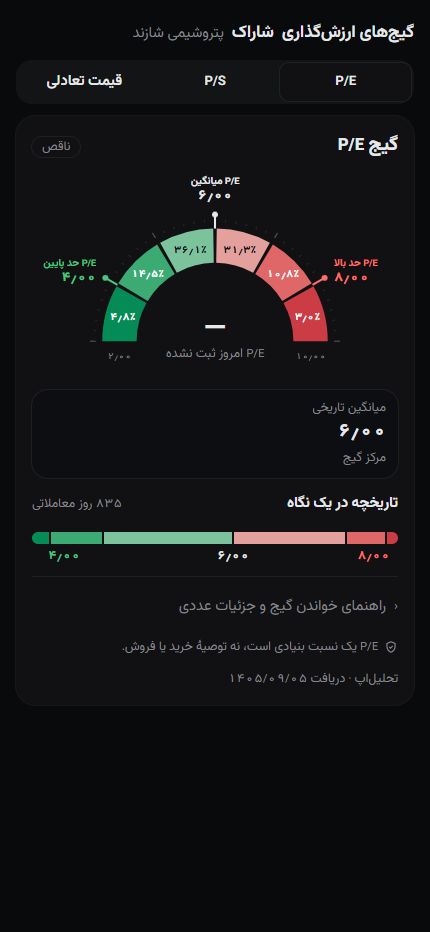 گیج‌های ارزش‌گذاری شاراک پتروشیمی شازند
P/E
P/S
قیمت تعادلی
گیج P/E
ناقص
P/E میانگین
۶٫۰۰
P/E حد بالا
۸٫۰۰
P/E حد پایین
۴٫۰۰
۳٫۰٪
۱۰٫۸٪
۳۱٫۳٪
۳۶٫۱٪
۱۴٫۵٪
۴٫۸٪
—
P/E امروز ثبت نشده
۱۰٫۰۰
۲٫۰۰
میانگین تاریخی
۶٫۰۰
مرکز گیج
تاریخچه در یک نگاه
۸۳۵ روز معاملاتی
۸٫۰۰
۶٫۰۰
۴٫۰۰
› راهنمای خواندن گیج و جزئیات عددی
P/E یک نسبت بنیادی است، نه توصیهٔ خرید یا فروش.
تحلیل‌اپ · دریافت ۱۴۰۵/۰۹/۰۵